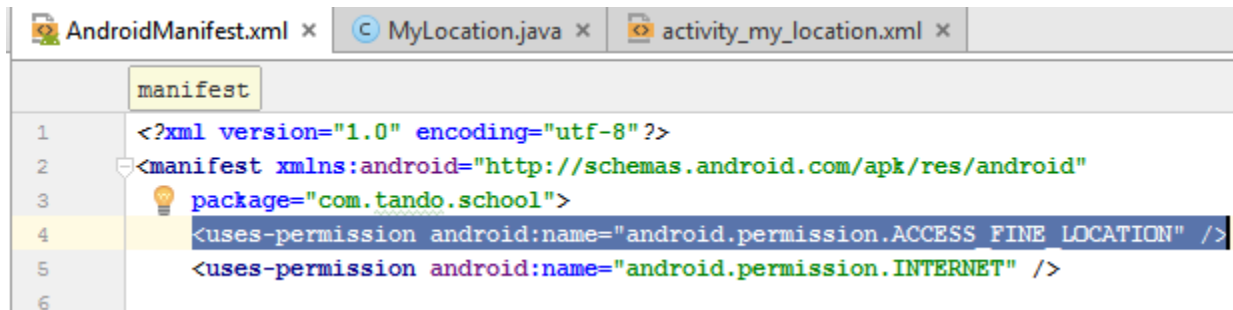 AndroidManifest.xml × C MyLocation.java × activity_my_location.xml ×
manifest
1 <?xml version="1.0" encoding="utf-8"?>
2 <manifest xmlns:android="http://schemas.android.com/apk/res/android"
3 package="com.tando.school">
4 <uses-permission android:name="android.permission.ACCESS_FINE_LOCATION" />
5 <uses-permission android:name="android.permission.INTERNET" />
6